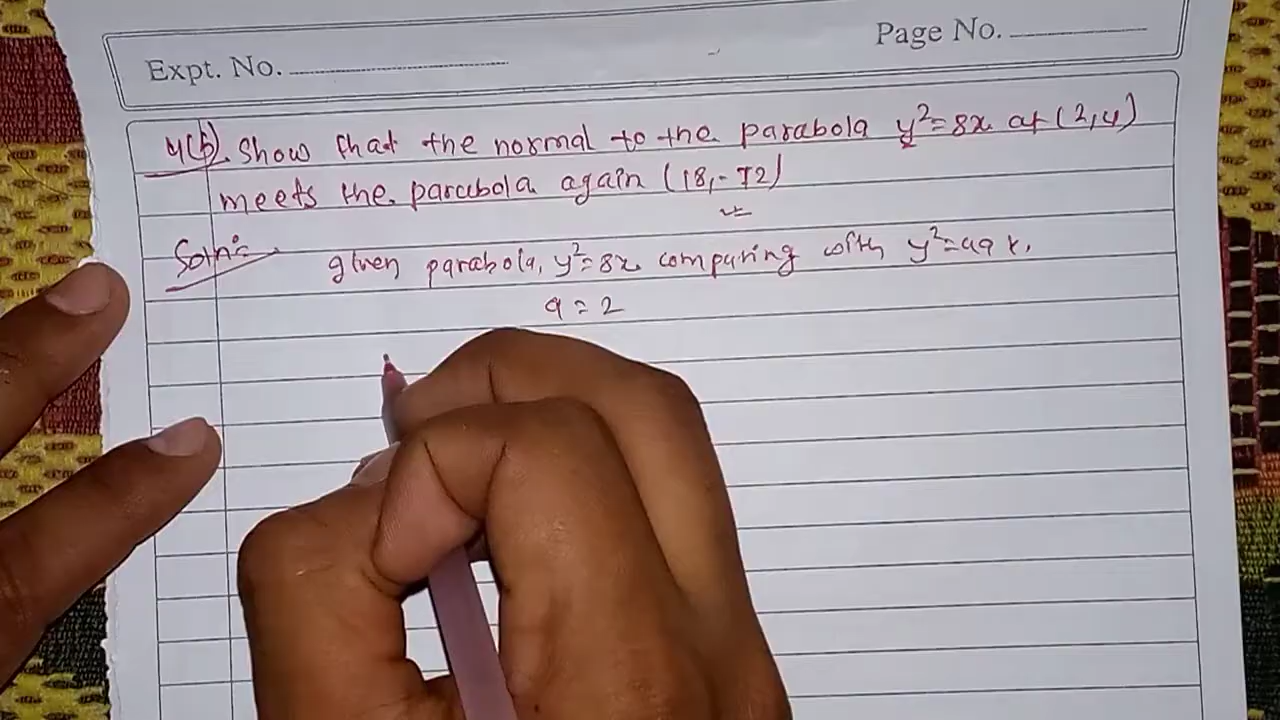 Expt. No.
Page No.
4(b). Show that the normal to the parabola y²=8x at (2,4)
meets the parabola again (18,-72)
Soln:-
given parabola, y²=8x comparing with y²=4ax,
a = 2